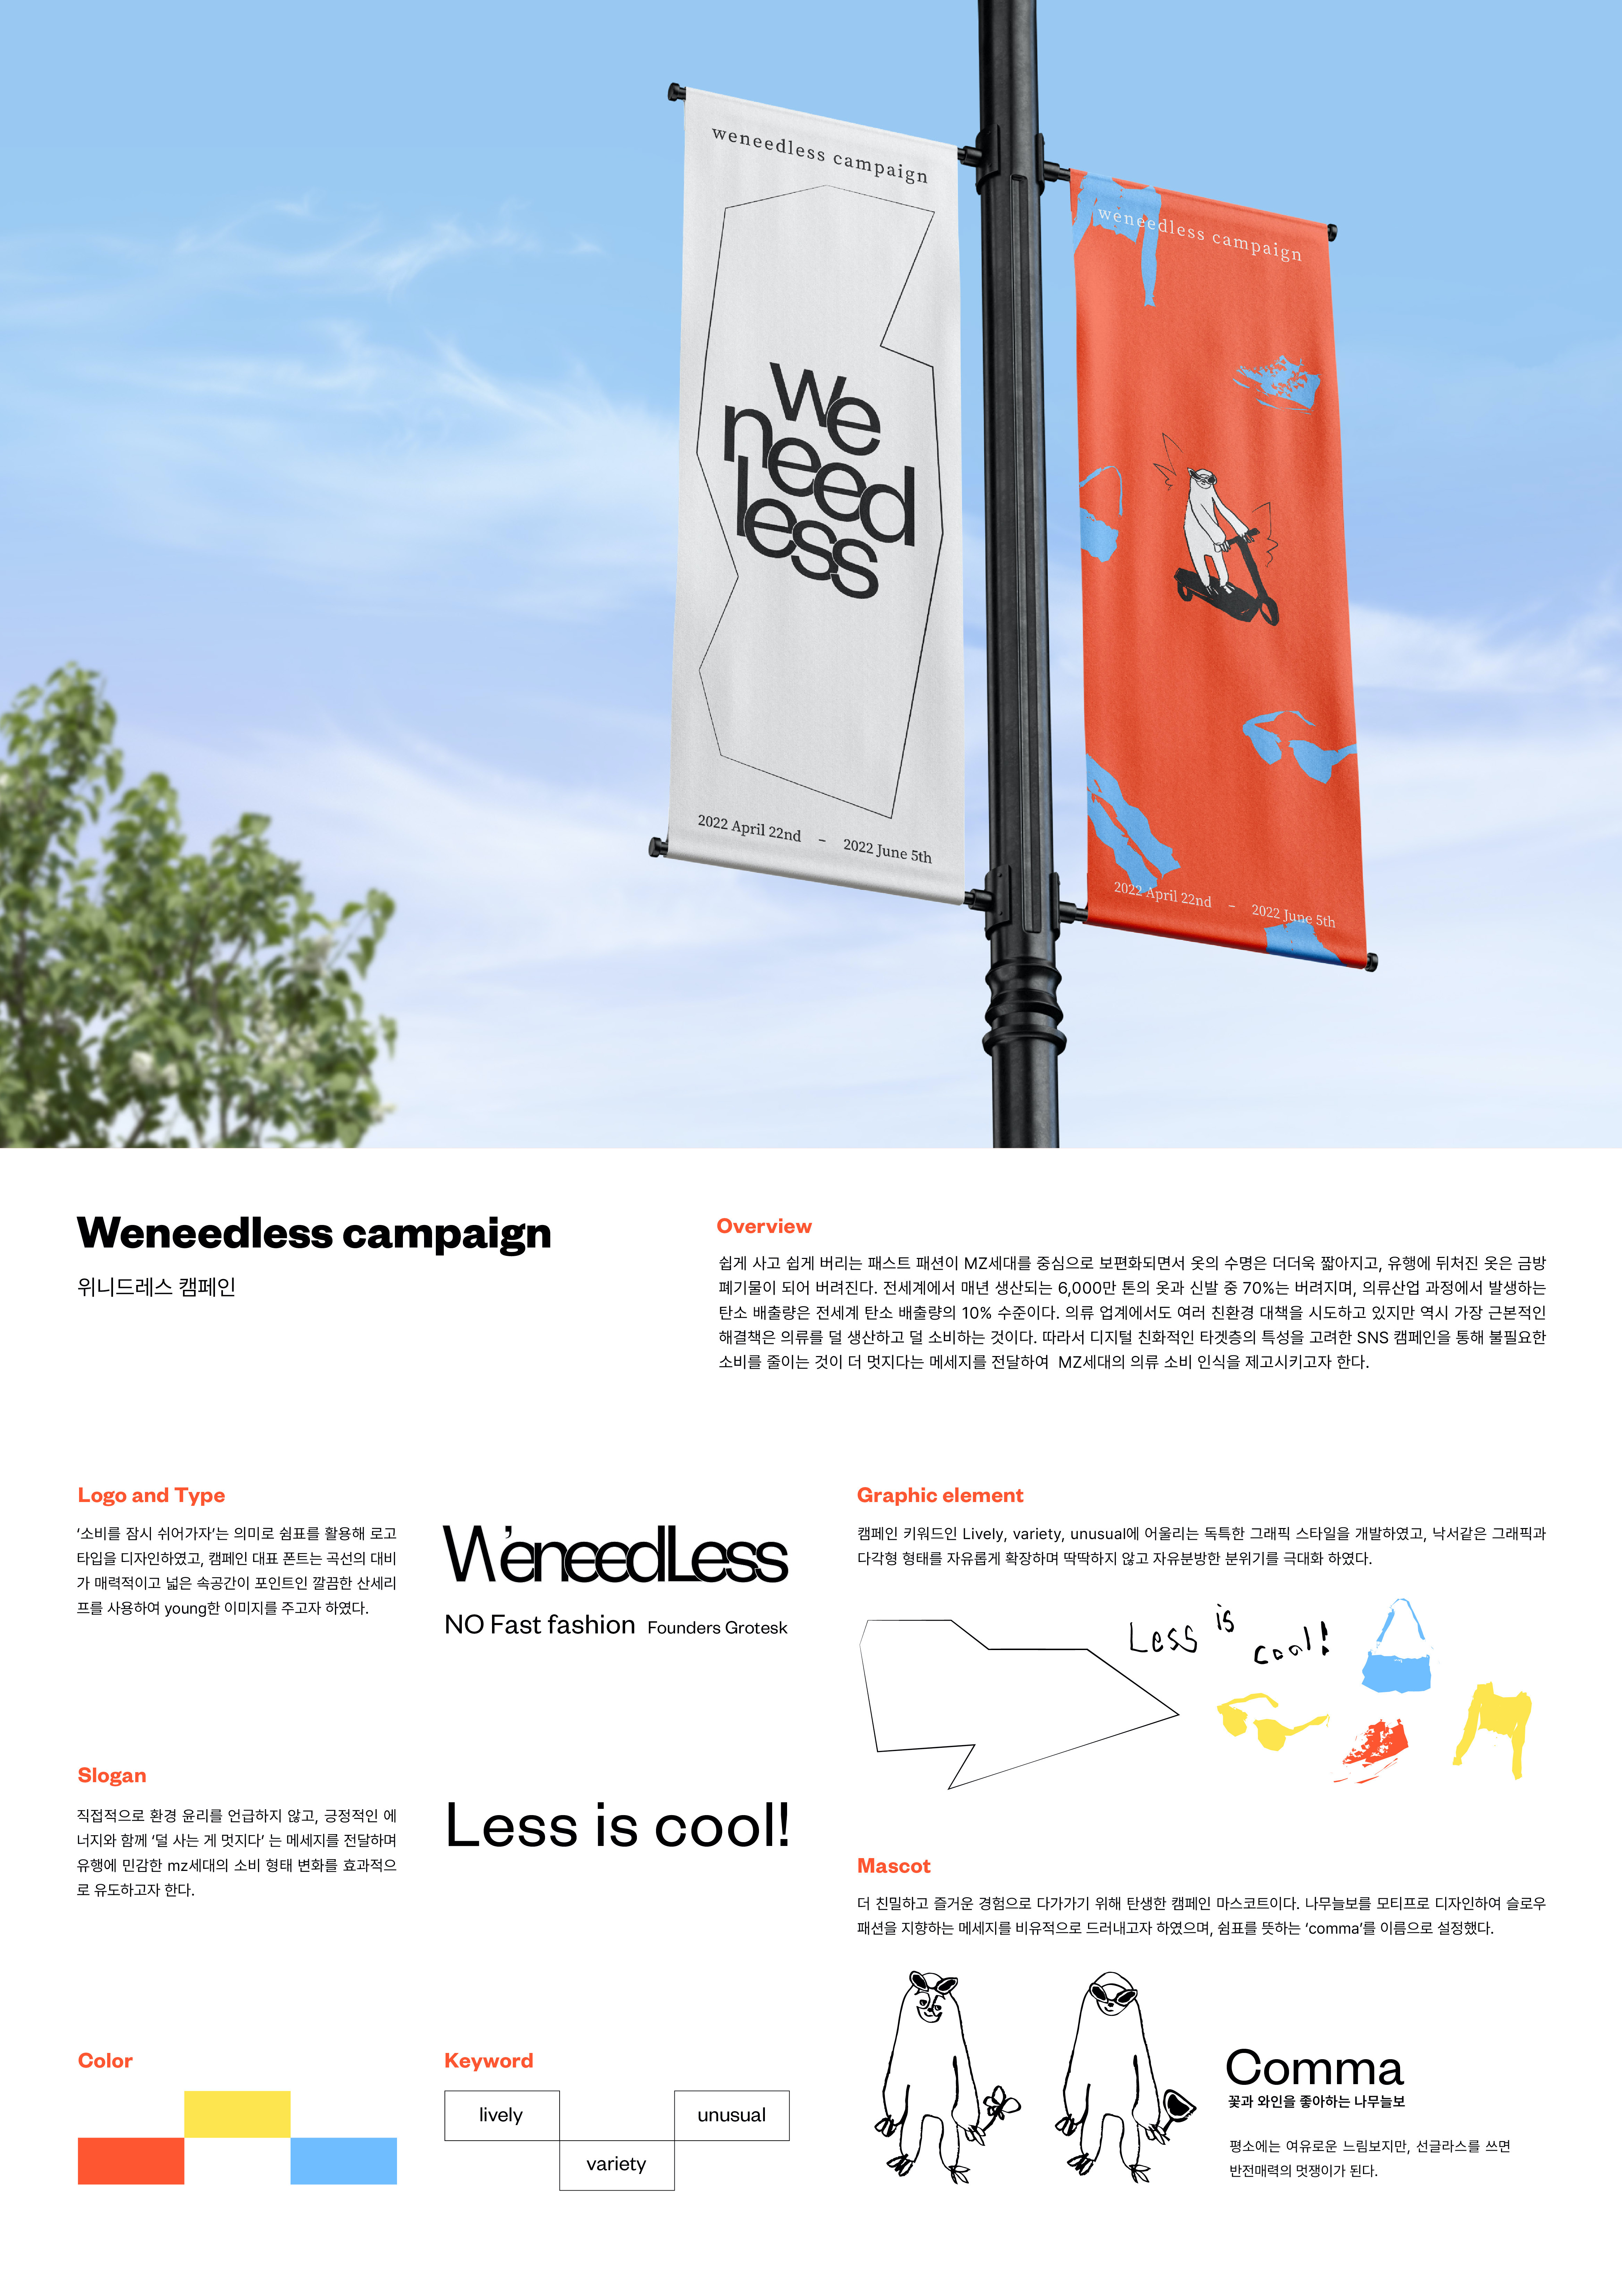 weneedless campaign
we
need
less
2022 April 22nd – 2022 June 5th
weneedless campaign
2022 April 22nd – 2022 June 5th
Weneedless campaign
위니드레스 캠페인
Overview
쉽게 사고 쉽게 버리는 패스트 패션이 MZ세대를 중심으로 보편화되면서 옷의 수명은 더더욱 짧아지고, 유행에 뒤처진 옷은 금방
폐기물이 되어 버려진다. 전세계에서 매년 생산되는 6,000만 톤의 옷과 신발 중 70%는 버려지며, 의류산업 과정에서 발생하는
탄소 배출량은 전세계 탄소 배출량의 10% 수준이다. 의류 업계에서도 여러 친환경 대책을 시도하고 있지만 역시 가장 근본적인
해결책은 의류를 덜 생산하고 덜 소비하는 것이다. 따라서 디지털 친화적인 타겟층의 특성을 고려한 SNS 캠페인을 통해 불필요한
소비를 줄이는 것이 더 멋지다는 메세지를 전달하여 MZ세대의 의류 소비 인식을 제고시키고자 한다.
Logo and Type
‘소비를 잠시 쉬어가자’는 의미로 쉼표를 활용해 로고
타입을 디자인하였고, 캠페인 대표 폰트는 곡선의 대비
가 매력적이고 넓은 속공간이 포인트인 깔끔한 산세리
프를 사용하여 young한 이미지를 주고자 하였다.
W’eneedLess
NO Fast fashion Founders Grotesk
Slogan
직접적으로 환경 윤리를 언급하지 않고, 긍정적인 에
너지와 함께 ‘덜 사는 게 멋지다’ 는 메세지를 전달하며
유행에 민감한 mz세대의 소비 형태 변화를 효과적으
로 유도하고자 한다.
Less is cool!
Color
Keyword
lively
unusual
variety
Graphic element
캠페인 키워드인 Lively, variety, unusual에 어울리는 독특한 그래픽 스타일을 개발하였고, 낙서같은 그래픽과
다각형 형태를 자유롭게 확장하며 딱딱하지 않고 자유분방한 분위기를 극대화 하였다.
Less is cool!
Mascot
더 친밀하고 즐거운 경험으로 다가가기 위해 탄생한 캠페인 마스코트이다. 나무늘보를 모티프로 디자인하여 슬로우
패션을 지향하는 메세지를 비유적으로 드러내고자 하였으며, 쉼표를 뜻하는 ‘comma’를 이름으로 설정했다.
Comma
꽃과 와인을 좋아하는 나무늘보
평소에는 여유로운 느림보지만, 선글라스를 쓰면
반전매력의 멋쟁이가 된다.